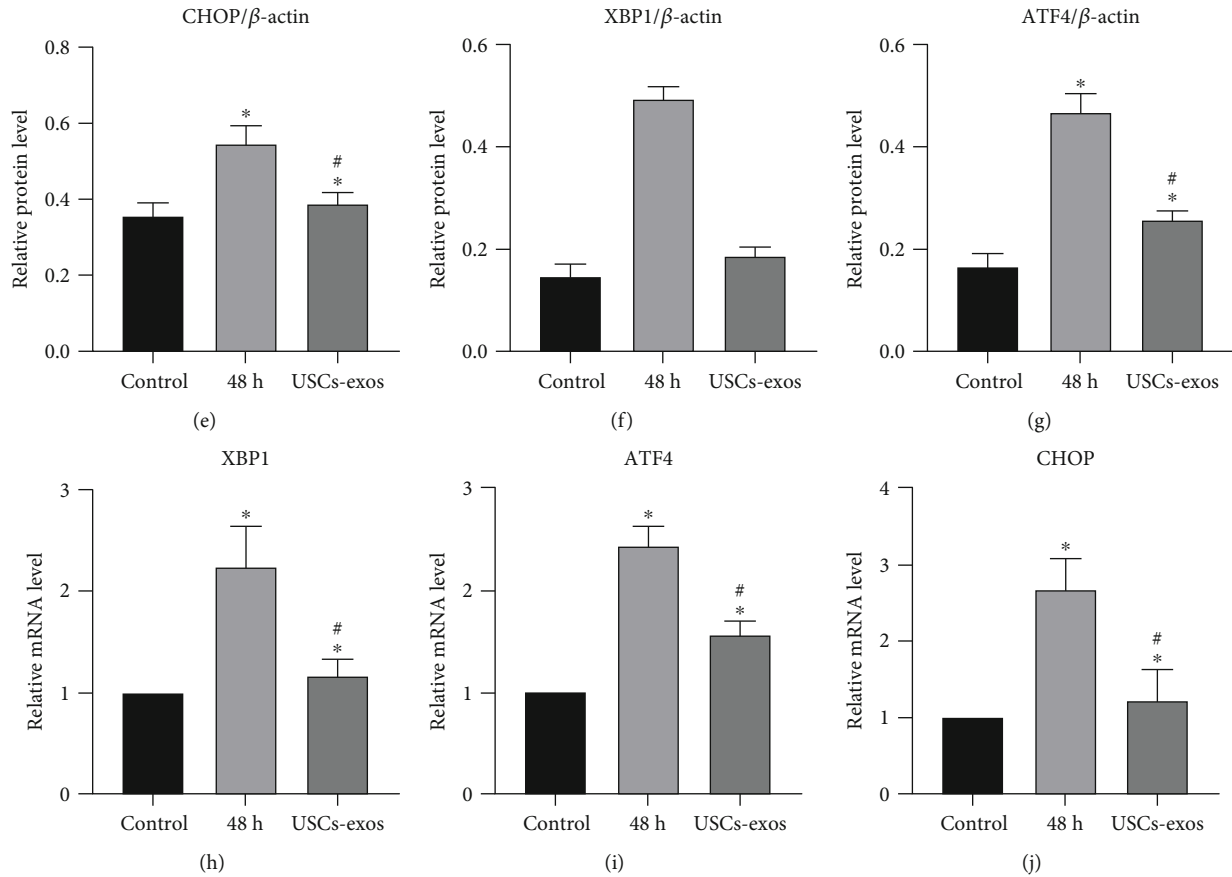 CHOP/β-actin
Relative protein level
0.8
0.6
0.4
0.2
0.0
*
#
*
Control 48 h USCs-exos
(e)
XBP1/β-actin
Relative protein level
0.6
0.4
0.2
0.0
Control 48 h USCs-exos
(f)
ATF4/β-actin
Relative protein level
0.6
0.4
0.2
0.0
*
#
*
Control 48 h USCs-exos
(g)
XBP1
Relative mRNA level
3
2
1
0
*
#
*
Control 48 h USCs-exos
(h)
ATF4
Relative mRNA level
3
2
1
0
*
#
*
Control 48 h USCs-exos
(i)
CHOP
Relative mRNA level
4
3
2
1
0
*
#
*
Control 48 h USCs-exos
(j)